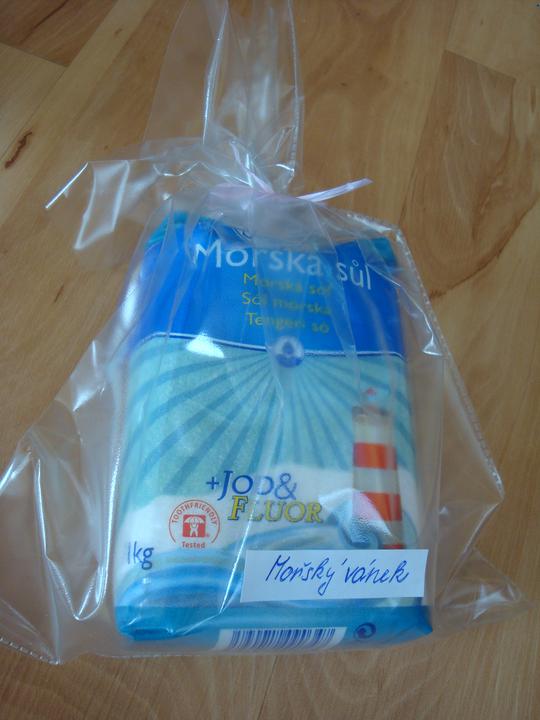 Mořská sůl
Morská soľ
Sól morska
Tengeri só
+JOD&
FLUOR
TOOTHFRIENDLY
Tested
1kg
Mořský vánek